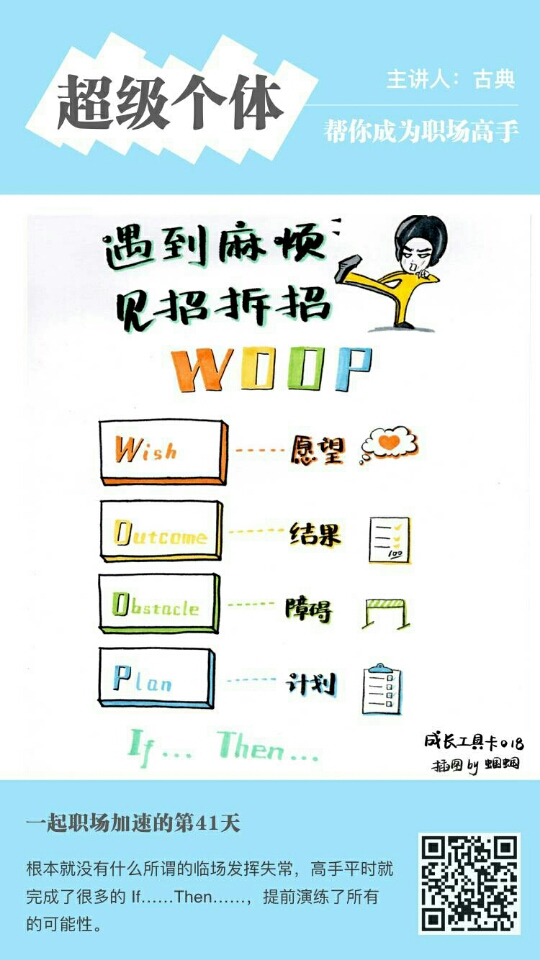 超级个体
主讲人：古典
帮你成为职场高手
遇到麻烦
见招拆招
WOOP
Wish 愿望
Outcome 结果
100
Obstacle 障碍
Plan 计划
If... Then...
成长工具卡018
插图by 蝈蝈
一起职场加速的第41天
根本就没有什么所谓的临场发挥失常，高手平时就
完成了很多的 If……Then……，提前演练了所有
的可能性。